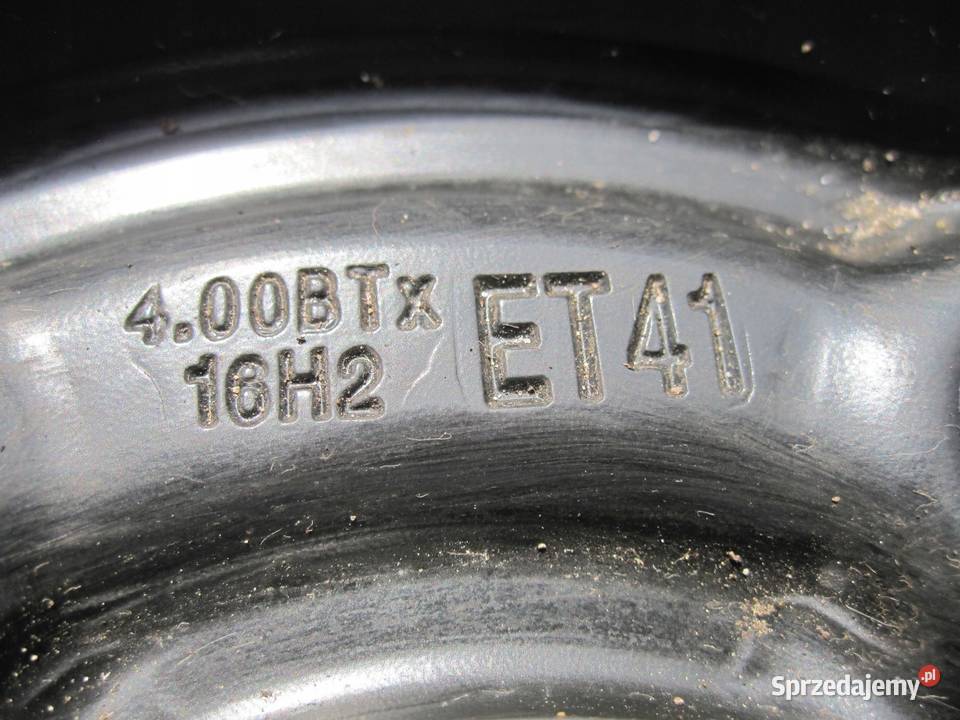 4.00BTx
16H2
ET41
Sprzedajemy.pl